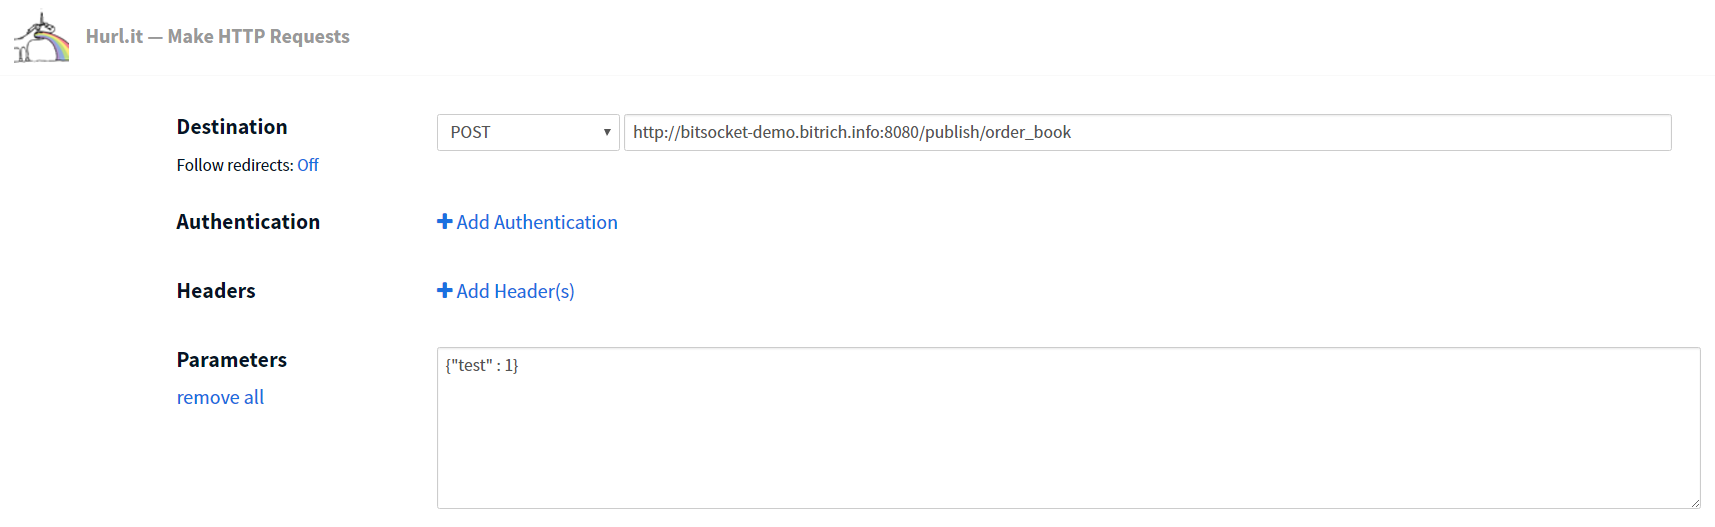 Hurl.it — Make HTTP Requests
Destination
POST
http://bitsocket-demo.bitrich.info:8080/publish/order_book
Follow redirects: Off
Authentication
Add Authentication
Headers
Add Header(s)
Parameters
{"test" : 1}
remove all